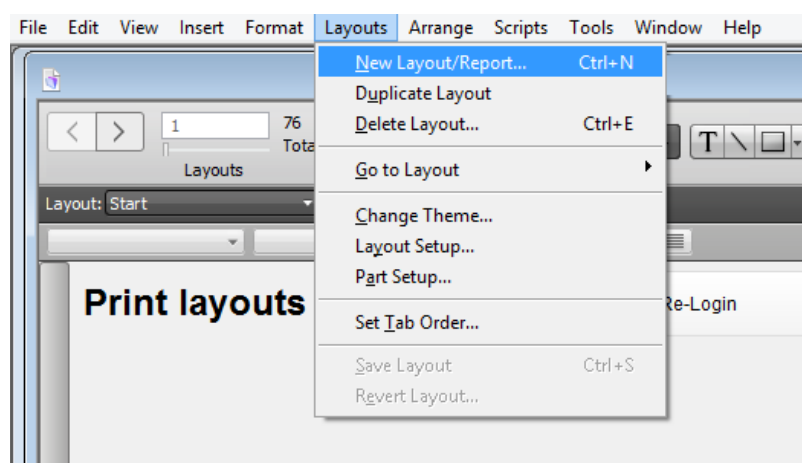 File Edit View Insert Format Layouts Arrange Scripts Tools Window Help
New Layout/Report... Ctrl+N
Duplicate Layout
Delete Layout... Ctrl+E
Go to Layout
Change Theme...
Layout Setup...
Part Setup...
Set Tab Order...
Save Layout Ctrl+S
Revert Layout...
1 76
Layouts
T
Layout: Start
Print layouts
Re-Login